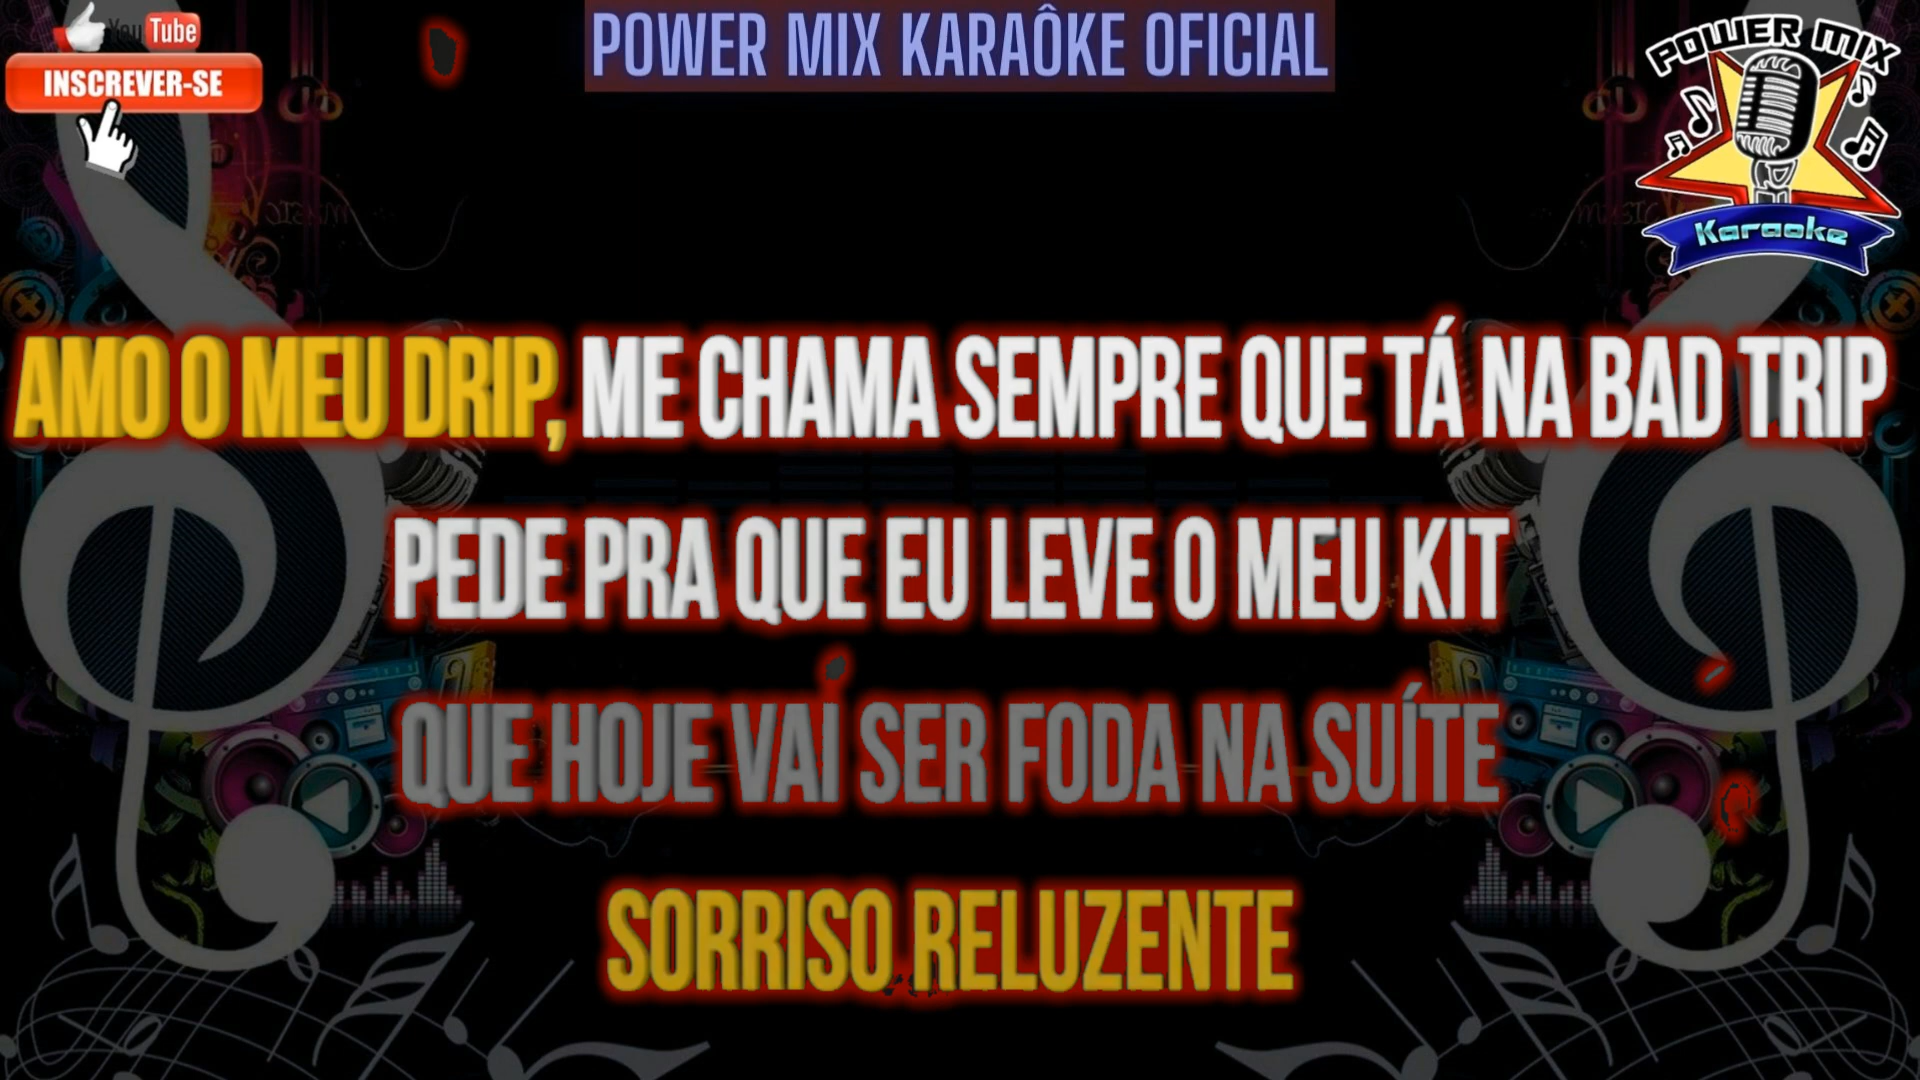 You Tube
INSCREVER-SE
POWER MIX KARAÔKE OFICIAL
POWER MIX
Karaoke
AMO O MEU DRIP, ME CHAMA SEMPRE QUE TÁ NA BAD TRIP
PEDE PRA QUE EU LEVE O MEU KIT
QUE HOJE VAI SER FODA NA SUÍTE
SORRISO RELUZENTE